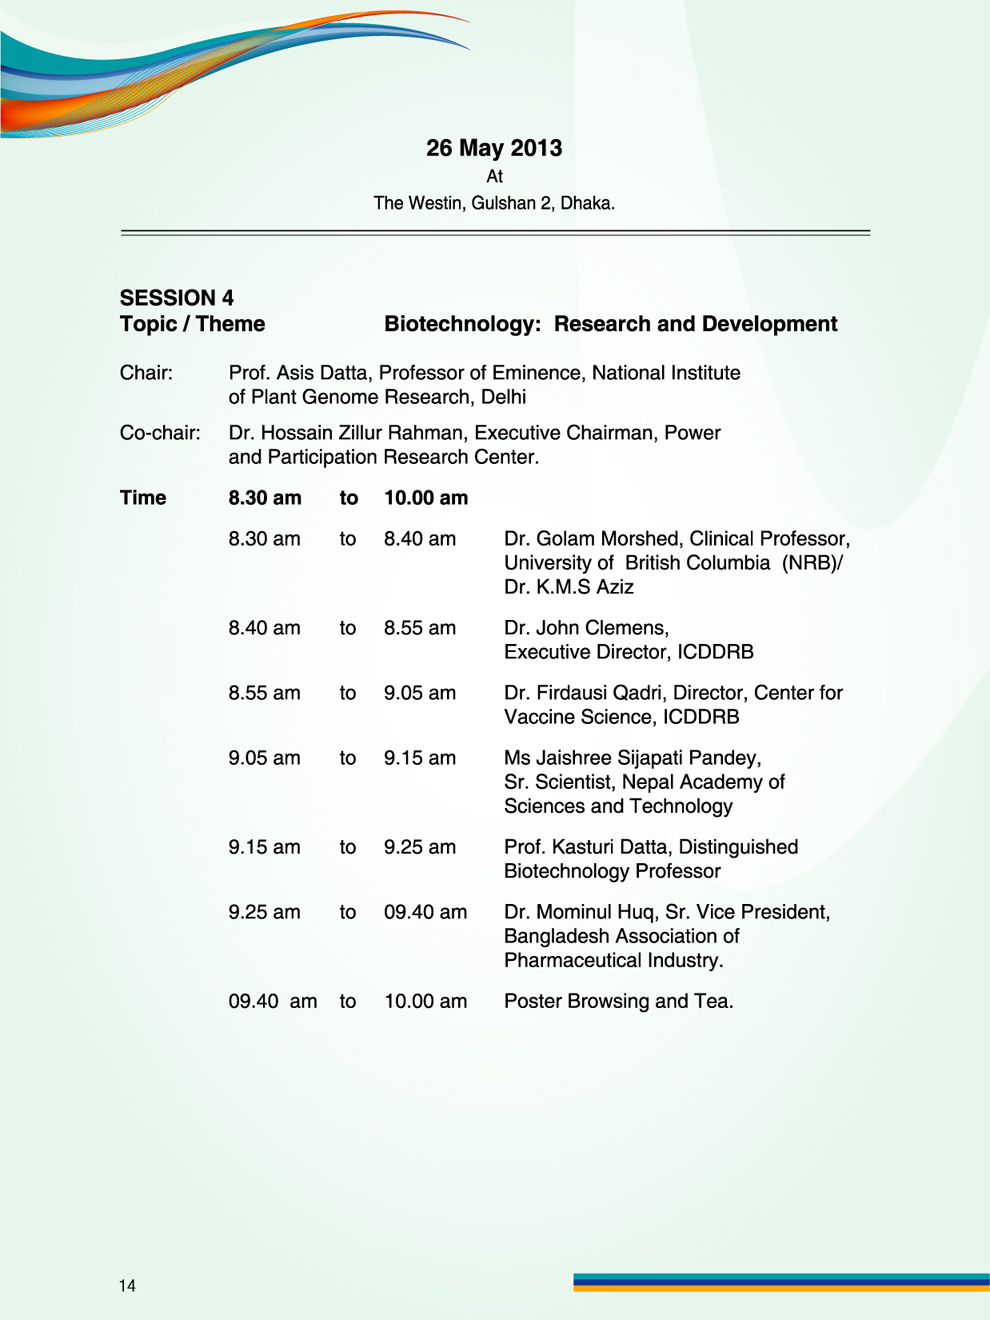 26 May 2013
At
The Westin, Gulshan 2, Dhaka.
SESSION 4
Topic / Theme Biotechnology: Research and Development
Chair: Prof. Asis Datta, Professor of Eminence, National Institute
of Plant Genome Research, Delhi
Co-chair: Dr. Hossain Zillur Rahman, Executive Chairman, Power
and Participation Research Center.
Time 8.30 am to 10.00 am
8.30 am to 8.40 am Dr. Golam Morshed, Clinical Professor,
University of British Columbia (NRB)/
Dr. K.M.S Aziz
8.40 am to 8.55 am Dr. John Clemens,
Executive Director, ICDDRB
8.55 am to 9.05 am Dr. Firdausi Qadri, Director, Center for
Vaccine Science, ICDDRB
9.05 am to 9.15 am Ms Jaishree Sijapati Pandey,
Sr. Scientist, Nepal Academy of
Sciences and Technology
9.15 am to 9.25 am Prof. Kasturi Datta, Distinguished
Biotechnology Professor
9.25 am to 09.40 am Dr. Mominul Huq, Sr. Vice President,
Bangladesh Association of
Pharmaceutical Industry.
09.40 am to 10.00 am Poster Browsing and Tea.
14